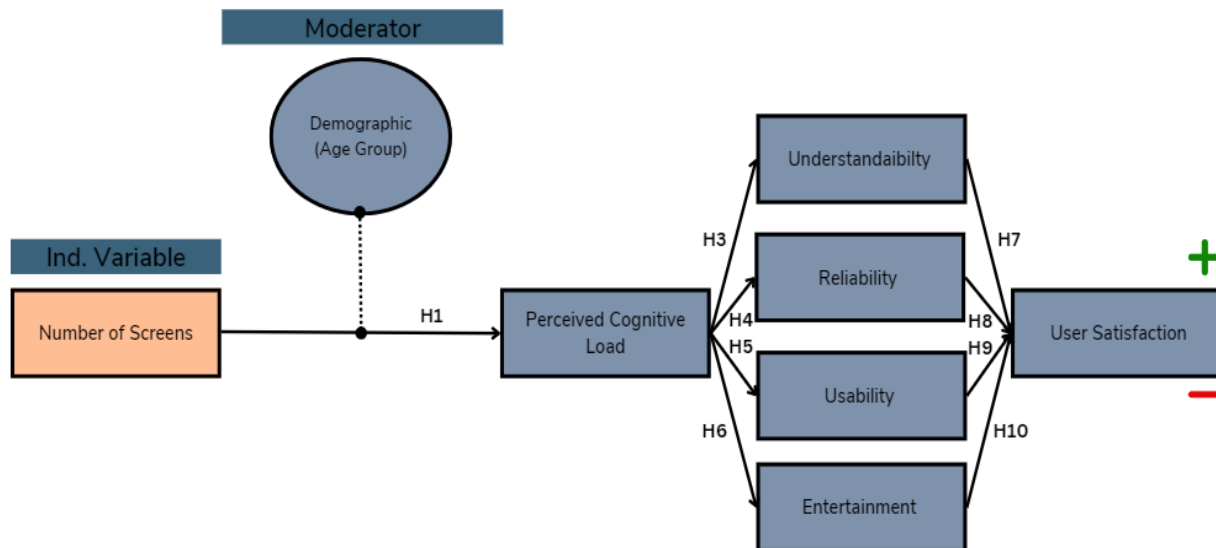 Moderator
Demographic
(Age Group)
Understandaibilty
H3
H7
Ind. Variable
+
Reliability
Number of Screens
H1
Perceived Cognitive
Load
H4
H8
User Satisfaction
H5
H9
Usability
−
H6
H10
Entertainment